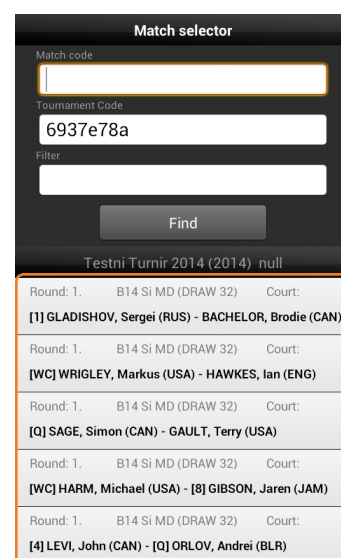 Match selector
Match code
Tournament Code
6937e78a
Filter
Find
Testni Turnir 2014 (2014) null
Round: 1. B14 Si MD (DRAW 32) Court:
[1] GLADISHOV, Sergei (RUS) - BACHELOR, Brodie (CAN)
Round: 1. B14 Si MD (DRAW 32) Court:
[WC] WRIGLEY, Markus (USA) - HAWKES, Ian (ENG)
Round: 1. B14 Si MD (DRAW 32) Court:
[Q] SAGE, Simon (CAN) - GAULT, Terry (USA)
Round: 1. B14 Si MD (DRAW 32) Court:
[WC] HARM, Michael (USA) - [8] GIBSON, Jaren (JAM)
Round: 1. B14 Si MD (DRAW 32) Court:
[4] LEVI, John (CAN) - [Q] ORLOV, Andrei (BLR)